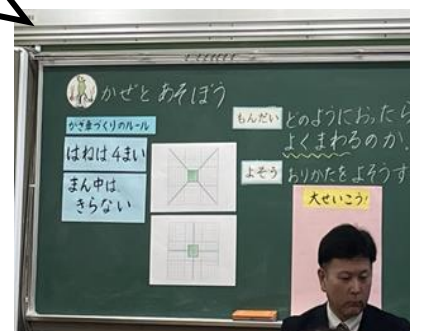 かぜとあそぼう
かざ車づくりのルール
はねは4まい
まん中は
きらない
もんだい どのようにおったら
よくまわるのか。
よそう おりかたをよそうす
大せいこう!